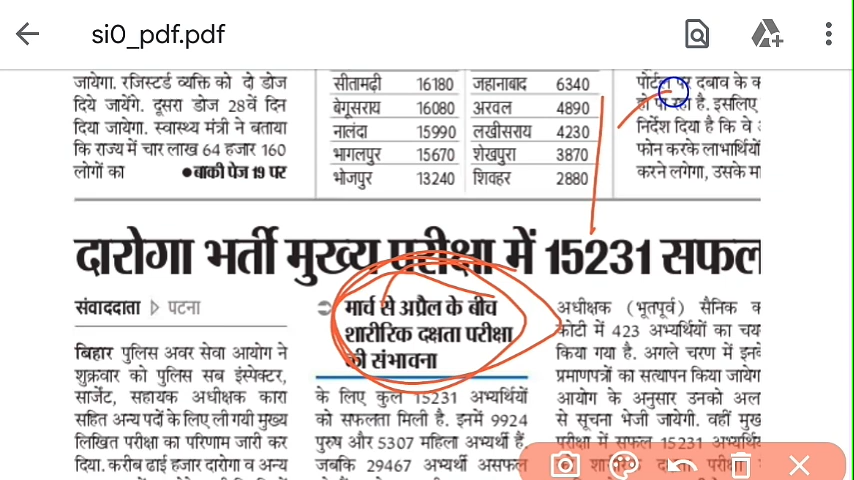 si0_pdf.pdf
जायेगा. रजिस्टर्ड व्यक्ति को दो डोज
दिये जायेंगे. दूसरा डोज 28वें दिन
दिया जायेगा. स्वास्थ्य मंत्री ने बताया
कि राज्य में चार लाख 64 हजार 160
लोगों का ●बाकी पेज 19 पर
सीतामढ़ी 16180 जहानाबाद 6340
बेगूसराय 16080 अरवल 4890
नालंदा 15990 लखीसराय 4230
भागलपुर 15670 शेखपुरा 3870
भोजपुर 13240 शिवहर 2880
पोर्टल पर दबाव के
हो पा रहा है. इसलिए
निर्देश दिया है कि वे
फोन करके लाभार्थियों
करने लगेगा, उसके
दारोगा भर्ती मुख्य परीक्षा में 15231 सफल
संवाददाता ▷ पटना
बिहार पुलिस अवर सेवा आयोग ने
शुक्रवार को पुलिस सब इंस्पेक्टर,
सार्जेंट, सहायक अधीक्षक कारा
सहित अन्य पदों के लिए ली गयी मुख्य
लिखित परीक्षा का परिणाम जारी कर
दिया. करीब ढाई हजार दारोगा व अन्य
मार्च से अप्रैल के बीच
शारीरिक दक्षता परीक्षा
की संभावना
के लिए कुल 15231 अभ्यर्थियों
को सफलता मिली है. इनमें 9924
पुरुष और 5307 महिला अभ्यर्थी हैं.
जबकि 29467 अभ्यर्थी असफल
अधीक्षक (भूतपूर्व) सैनिक
कोटी में 423 अभ्यर्थियों का
किया गया है. अगले चरण में
प्रमाणपत्रों का सत्यापन किया
आयोग के अनुसार उनको
से सूचना भेजी जायेगी. वहीं
परीक्षा में सफल 15231